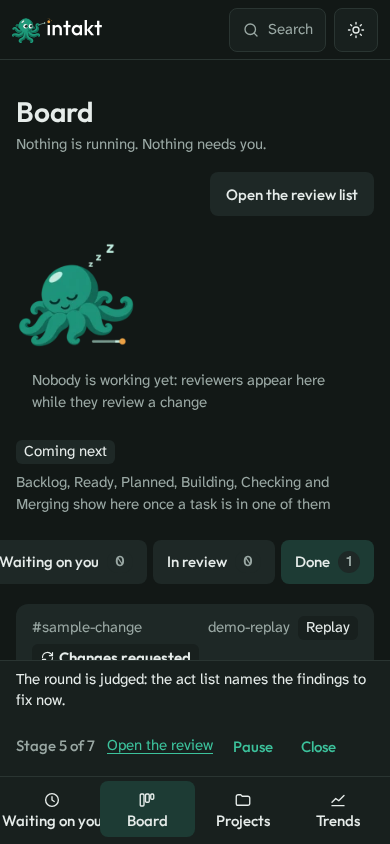 intakt
Search
Board
Nothing is running. Nothing needs you.
Open the review list
z z z
Nobody is working yet: reviewers appear here
while they review a change
Coming next
Backlog, Ready, Planned, Building, Checking and
Merging show here once a task is in one of them
Waiting on you 0 In review 0 Done 1
#sample-change demo-replay Replay
Changes requested
The round is judged: the act list names the findings to
fix now.
Stage 5 of 7 Open the review Pause Close
Waiting on you Board Projects Trends